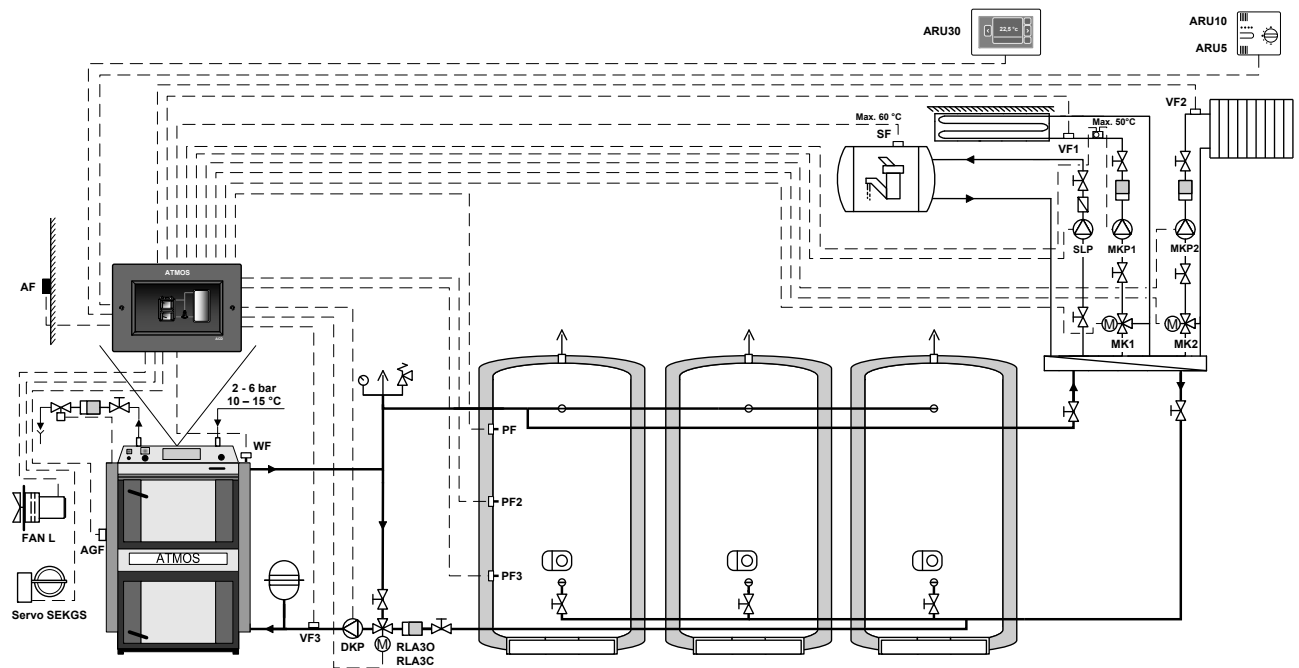 ARU30
22,5 °c
ARU10
ARU5
VF2
Max. 60 °C
SF
VF1
Max. 50°C
SLP
MKP1
MKP2
M
MK1
M
MK2
AF
ATMOS
2 - 6 bar
10 – 15 °C
WF
PF
PF2
PF3
FAN L
AGF
ATMOS
Servo SEKGS
VF3
DKP
M
RLA3O
RLA3C